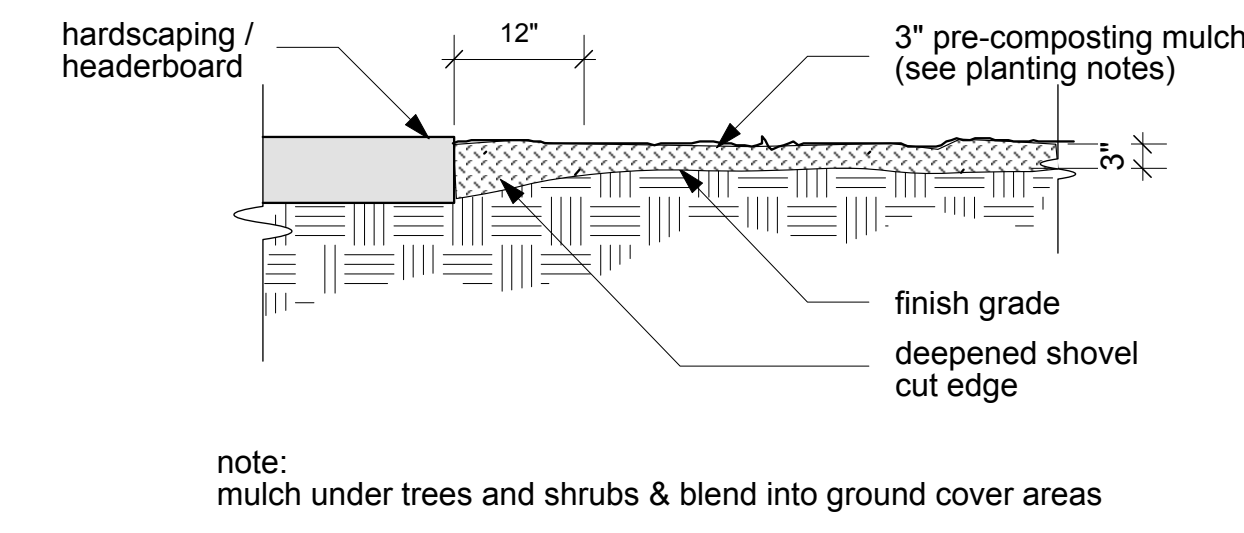 hardscaping /
headerboard
12"
3" pre-composting mulch
(see planting notes)
3"
finish grade
deepened shovel
cut edge
note:
mulch under trees and shrubs & blend into ground cover areas